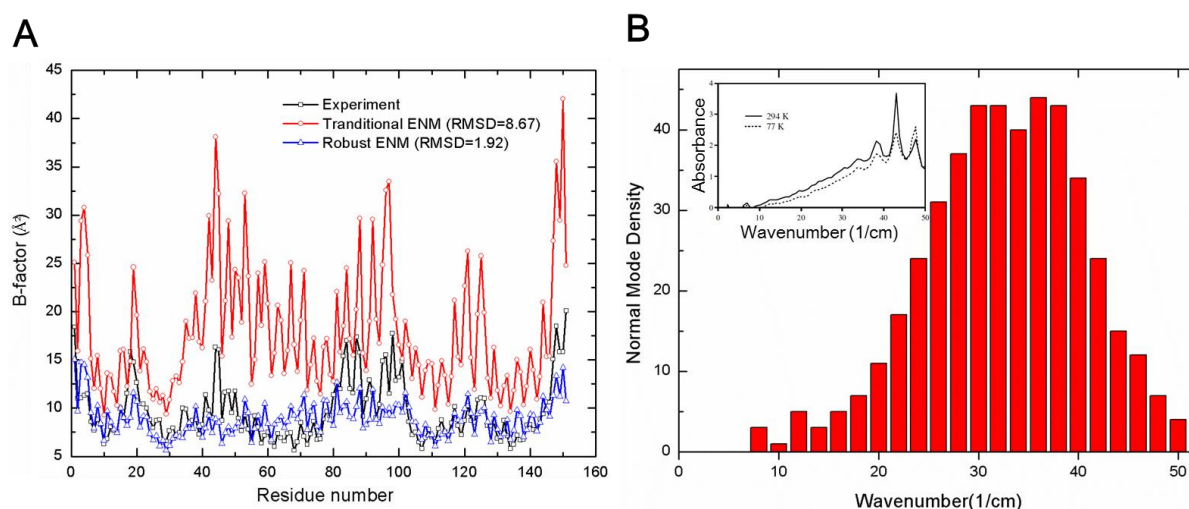 A
B-factor (Å²)
45
40
35
30
25
20
15
10
5
Experiment
Tranditional ENM (RMSD=8.67)
Robust ENM (RMSD=1.92)
0 20 40 60 80 100 120 140 160
Residue number
B
Normal Mode Density
40
30
20
10
0
Absorbance
4
3
2
1
0
294 K
77 K
0 10 20 30 40 50
Wavenumber (1/cm)
0 10 20 30 40 50
Wavenumber(1/cm)